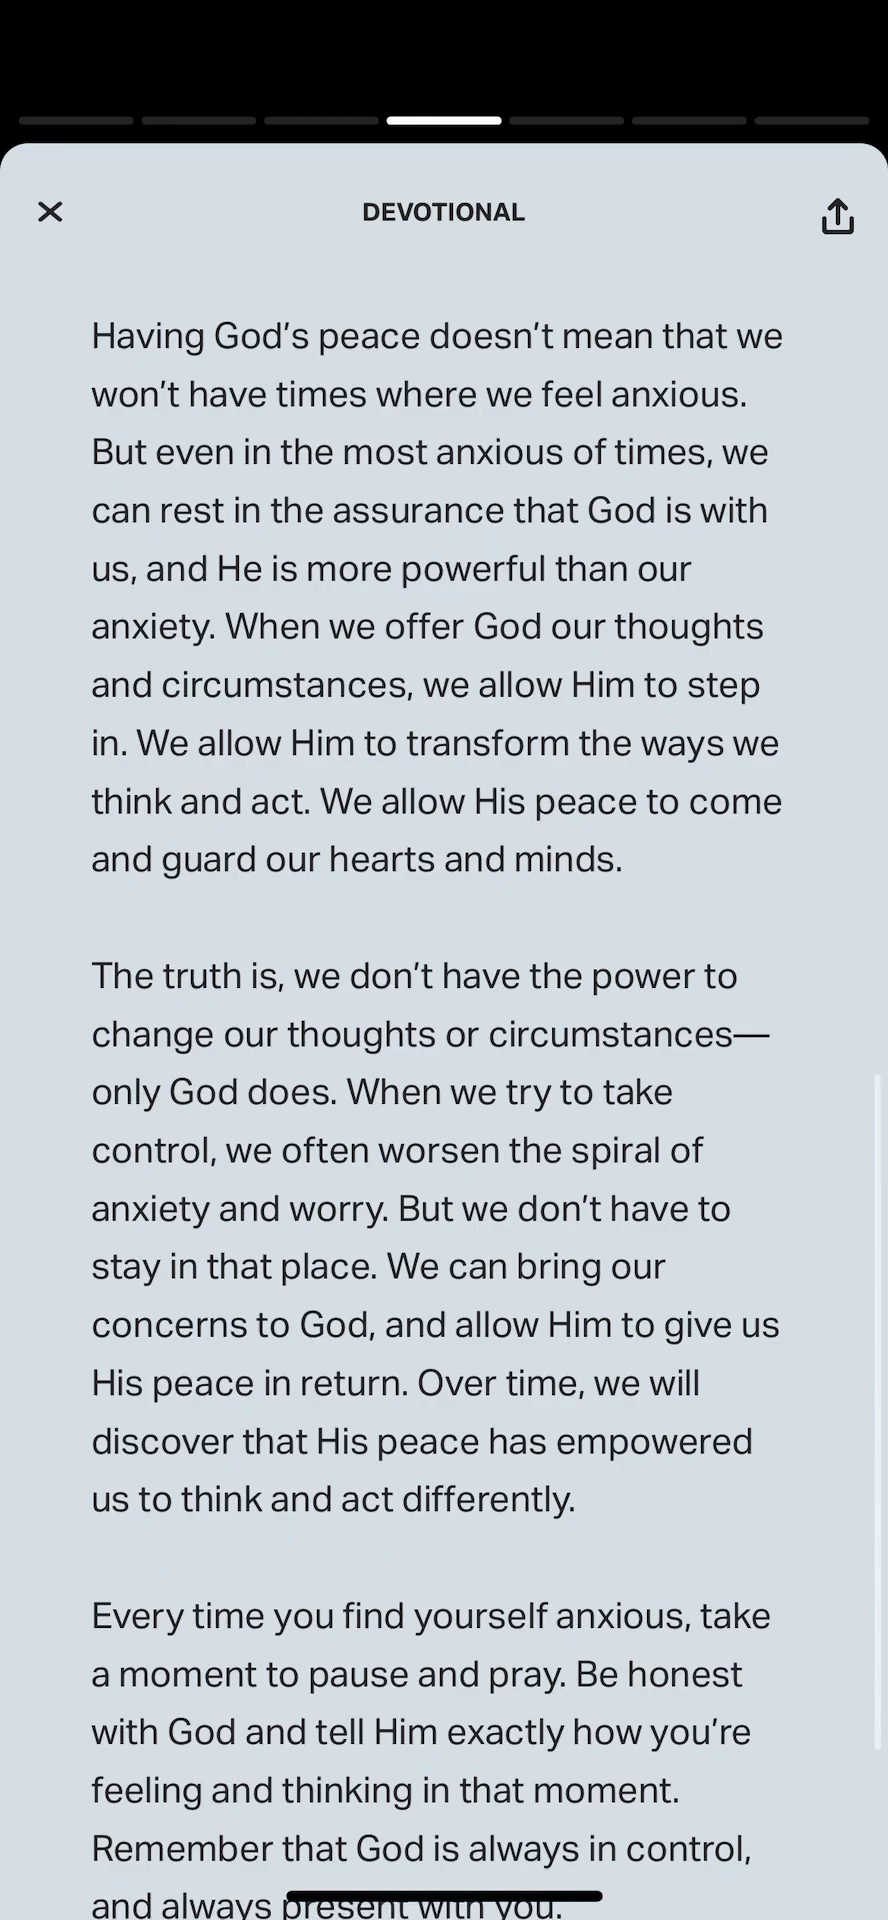 DEVOTIONAL
Having God’s peace doesn’t mean that we
won’t have times where we feel anxious.
But even in the most anxious of times, we
can rest in the assurance that God is with
us, and He is more powerful than our
anxiety. When we offer God our thoughts
and circumstances, we allow Him to step
in. We allow Him to transform the ways we
think and act. We allow His peace to come
and guard our hearts and minds.
The truth is, we don’t have the power to
change our thoughts or circumstances—
only God does. When we try to take
control, we often worsen the spiral of
anxiety and worry. But we don’t have to
stay in that place. We can bring our
concerns to God, and allow Him to give us
His peace in return. Over time, we will
discover that His peace has empowered
us to think and act differently.
Every time you find yourself anxious, take
a moment to pause and pray. Be honest
with God and tell Him exactly how you’re
feeling and thinking in that moment.
Remember that God is always in control,
and always present with you.